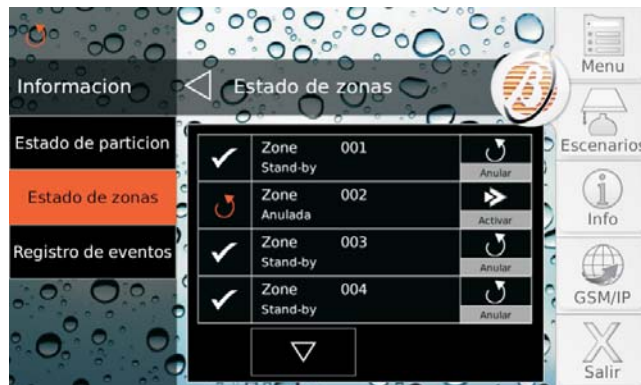 Informacion
Estado de particion
Estado de zonas
Registro de eventos
Estado de zonas
Zone 001
Stand-by
Anular
Zone 002
Anulada
Activar
Zone 003
Stand-by
Anular
Zone 004
Stand-by
Anular
Menu
Escenarios
Info
GSM/IP
Salir